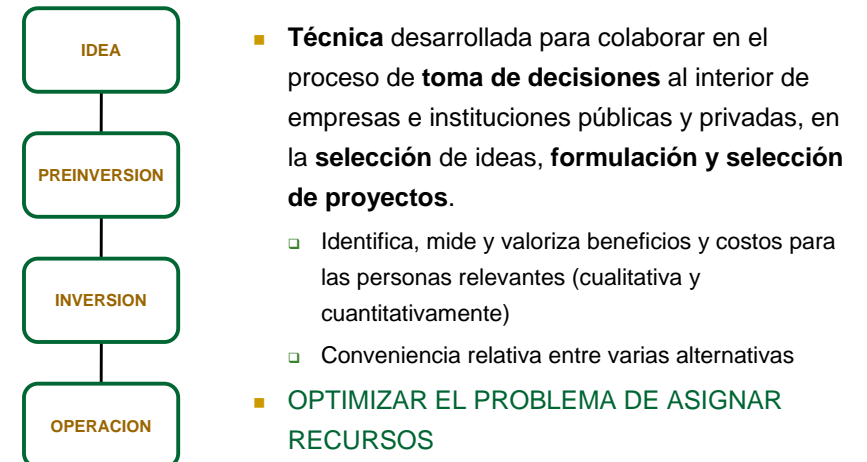 IDEA
PREINVERSION
INVERSION
OPERACION
Técnica desarrollada para colaborar en el
proceso de toma de decisiones al interior de
empresas e instituciones públicas y privadas, en
la selección de ideas, formulación y selección
de proyectos.
Identifica, mide y valoriza beneficios y costos para
las personas relevantes (cualitativa y
cuantitativamente)
Conveniencia relativa entre varias alternativas
OPTIMIZAR EL PROBLEMA DE ASIGNAR
RECURSOS